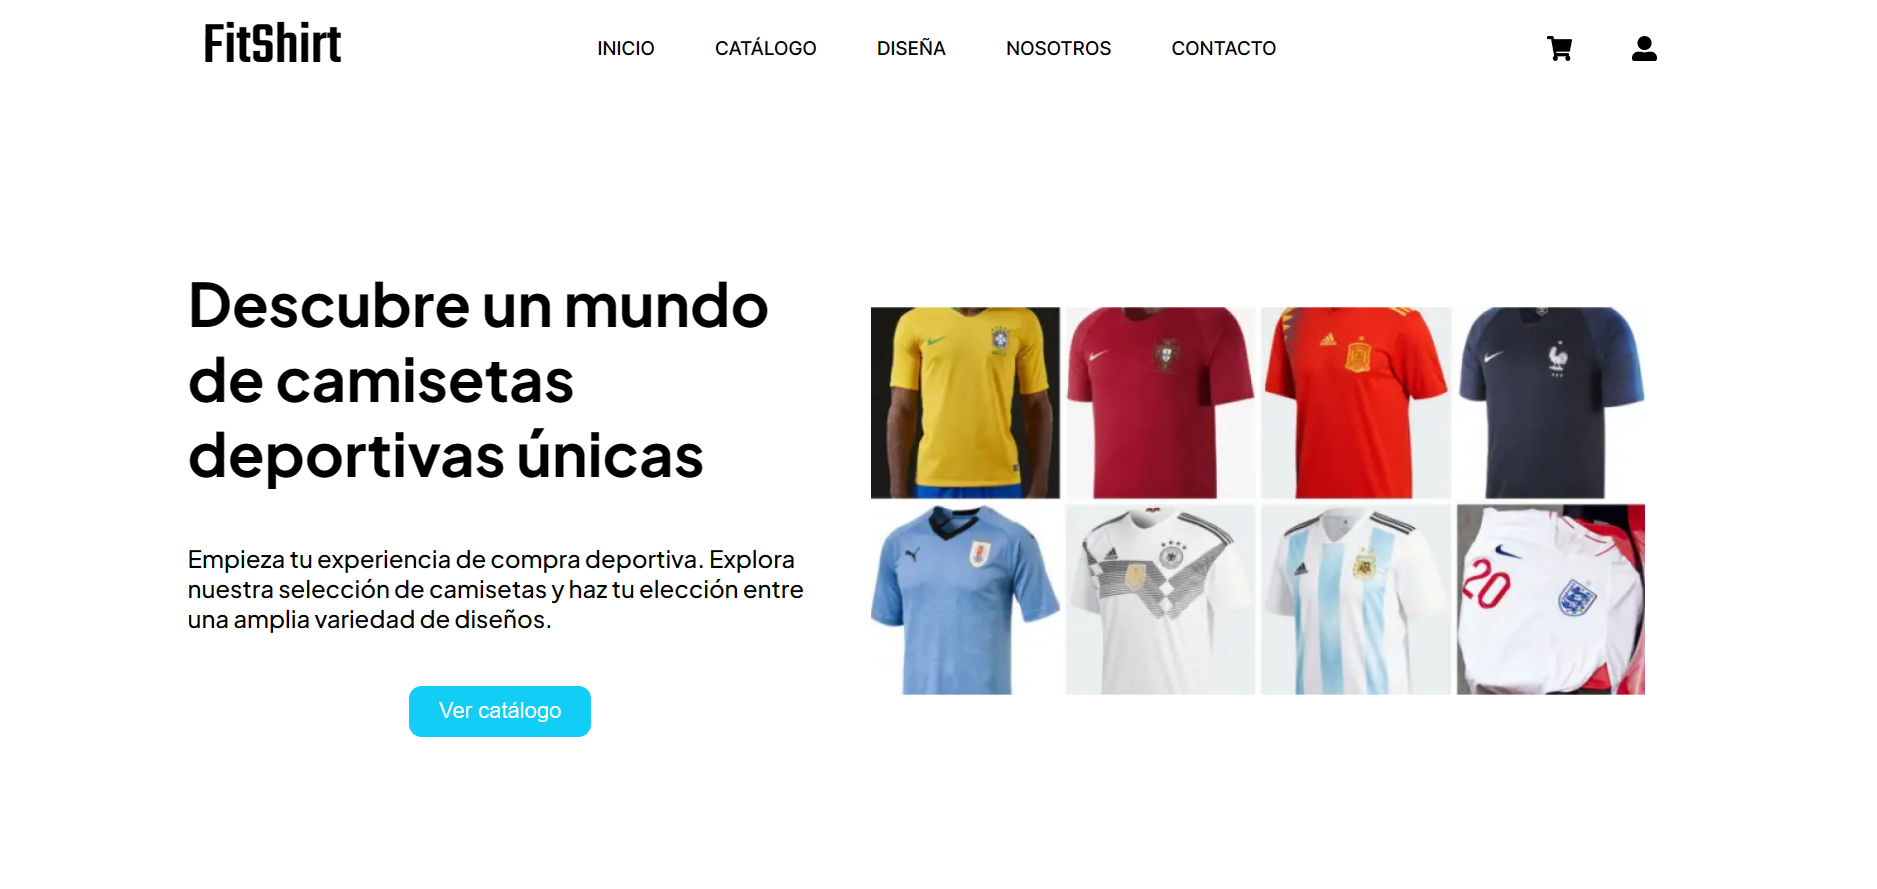 FitShirt
INICIO
CATÁLOGO
DISEÑA
NOSOTROS
CONTACTO
Descubre un mundo
de camisetas
deportivas únicas
Empieza tu experiencia de compra deportiva. Explora
nuestra selección de camisetas y haz tu elección entre
una amplia variedad de diseños.
Ver catálogo
20